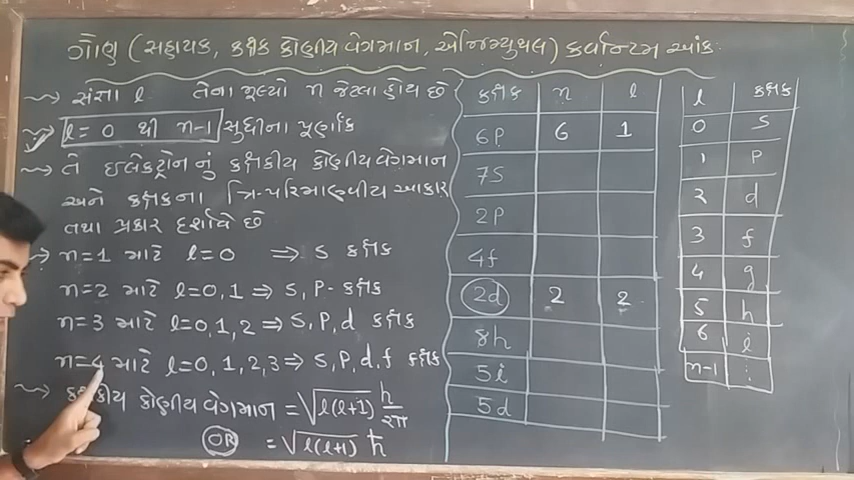 ગૌણ (સહાયક, કક્ષક કોણીય વેગમાન, એજિમ્યુથલ) ક્વોન્ટમ આંક
સંજ્ઞા l તેના મૂલ્યો n જેટલા હોય છે
l = 0 થી n-1 સુધીના પૂર્ણાંક
તે ઇલેક્ટ્રોન નું કક્ષકીય કોણીય વેગમાન
અને કક્ષકના ત્રિ-પરિમાણીય આકાર
તથા પ્રકાર દર્શાવે છે
n=1 માટે l=0 ⇒ S કક્ષક
n=2 માટે l=0,1 ⇒ S, P- કક્ષક
n=3 માટે l=0,1,2 ⇒ S, P, d કક્ષક
n=4 માટે l=0,1,2,3 ⇒ S, P, d, f કક્ષક
કક્ષકીય કોણીય વેગમાન = √l(l+1) h/2π
OR = √l(l+1) ħ
કક્ષક n l
6P 6 1
7S
2P
4f
2d 2 2
8h
5i
5d
l કક્ષક
0 S
1 P
2 d
3 f
4 g
5 h
6 i
n-1 ⋮